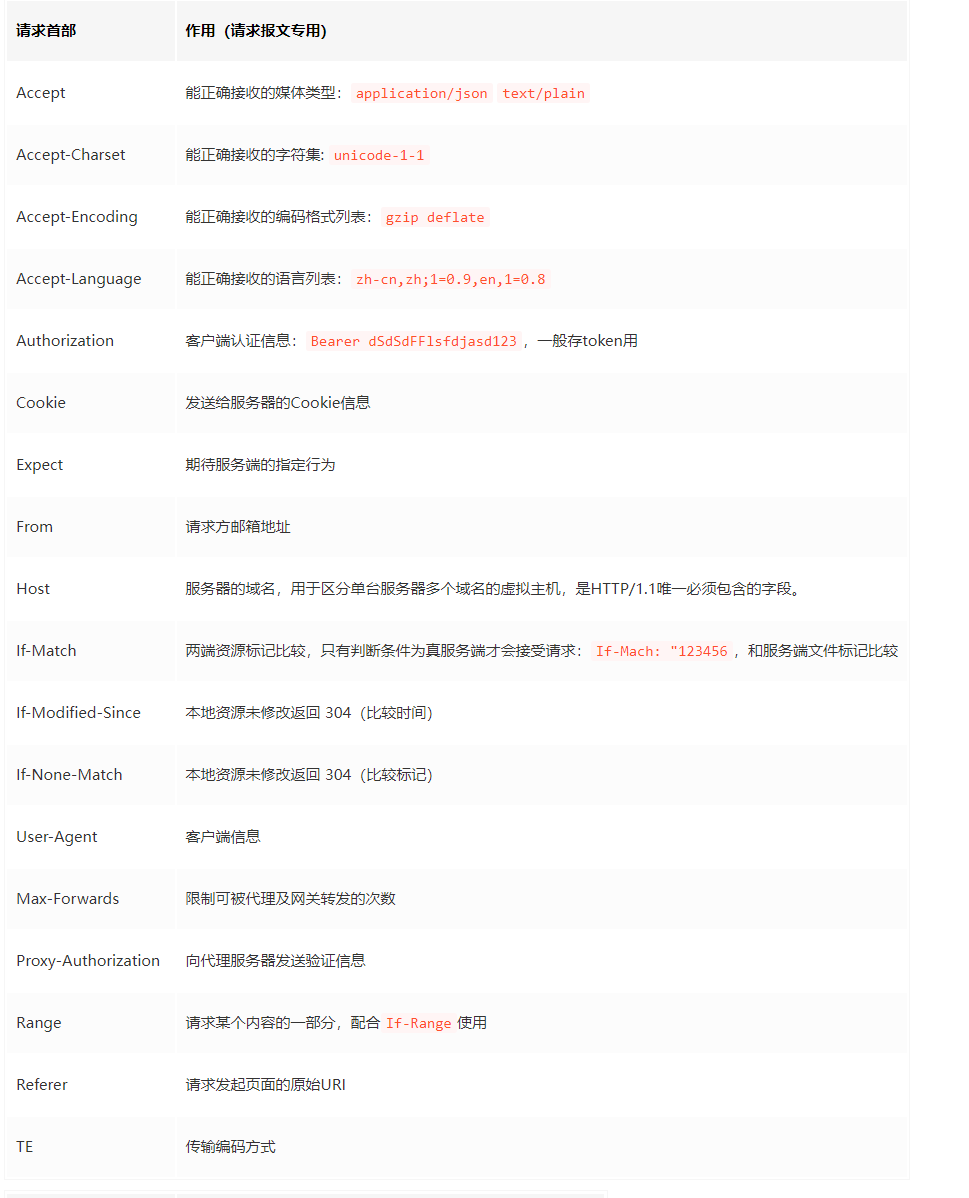 请求首部 作用（请求报文专用）
Accept 能正确接收的媒体类型： application/json text/plain
Accept-Charset 能正确接收的字符集: unicode-1-1
Accept-Encoding 能正确接收的编码格式列表： gzip deflate
Accept-Language 能正确接收的语言列表： zh-cn,zh;1=0.9,en,1=0.8
Authorization 客户端认证信息： Bearer dSdSdFFlsfdjasd123 ，一般存token用
Cookie 发送给服务器的Cookie信息
Expect 期待服务端的指定行为
From 请求方邮箱地址
Host 服务器的域名，用于区分单台服务器多个域名的虚拟主机，是HTTP/1.1唯一必须包含的字段。
If-Match 两端资源标记比较，只有判断条件为真服务端才会接受请求： If-Mach: "123456 ，和服务端文件标记比较
If-Modified-Since 本地资源未修改返回 304（比较时间）
If-None-Match 本地资源未修改返回 304（比较标记）
User-Agent 客户端信息
Max-Forwards 限制可被代理及网关转发的次数
Proxy-Authorization 向代理服务器发送验证信息
Range 请求某个内容的一部分，配合 If-Range 使用
Referer 请求发起页面的原始URI
TE 传输编码方式